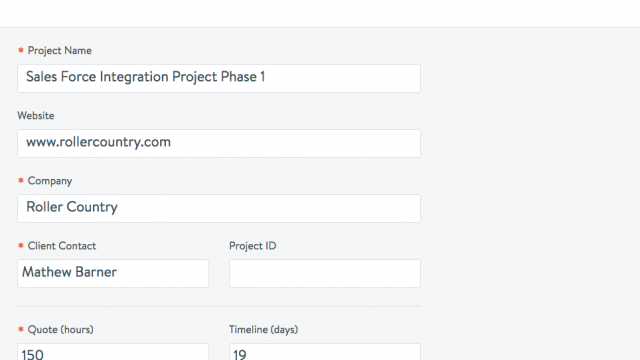 * Project Name
Sales Force Integration Project Phase 1
Website
www.rollercountry.com
* Company
Roller Country
* Client Contact Project ID
Mathew Barner
* Quote (hours) Timeline (days)
150 19